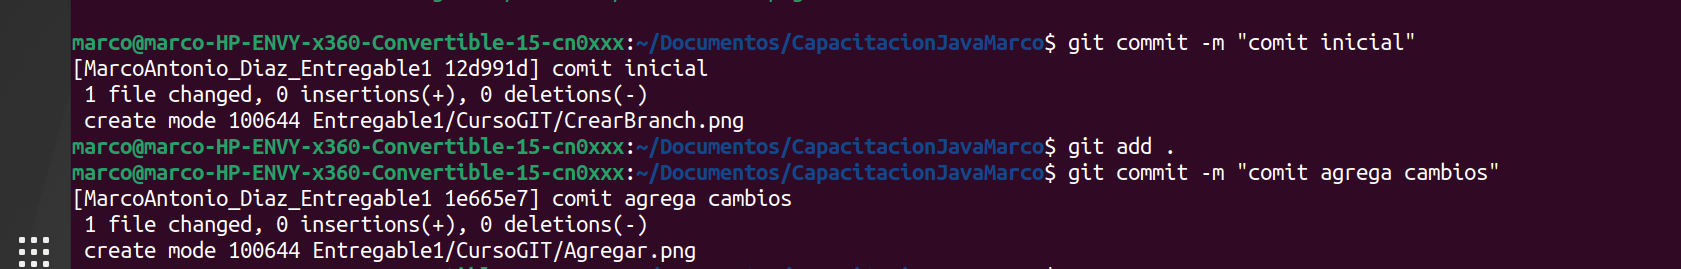 marco@marco-HP-ENVY-x360-Convertible-15-cn0xxx:~/Documentos/CapacitacionJavaMarco$ git commit -m "comit inicial"
[MarcoAntonio_Diaz_Entregable1 12d991d] comit inicial
 1 file changed, 0 insertions(+), 0 deletions(-)
 create mode 100644 Entregable1/CursoGIT/CrearBranch.png
marco@marco-HP-ENVY-x360-Convertible-15-cn0xxx:~/Documentos/CapacitacionJavaMarco$ git add .
marco@marco-HP-ENVY-x360-Convertible-15-cn0xxx:~/Documentos/CapacitacionJavaMarco$ git commit -m "comit agrega cambios"
[MarcoAntonio_Diaz_Entregable1 1e665e7] comit agrega cambios
 1 file changed, 0 insertions(+), 0 deletions(-)
 create mode 100644 Entregable1/CursoGIT/Agregar.png